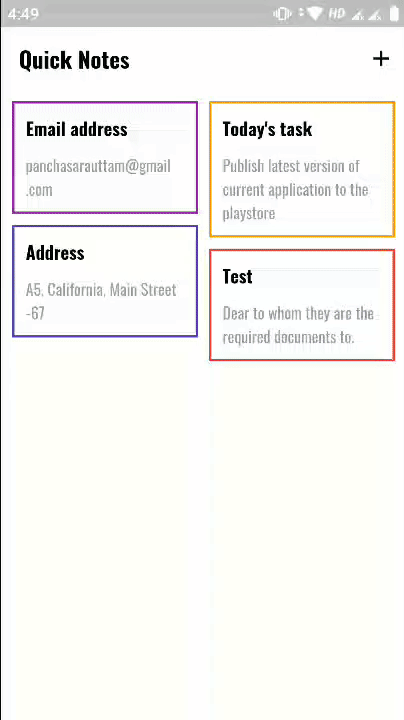 4:49
HD
Quick Notes
+
Email address
panchasarauttam@gmail
.com
Address
A5, California, Main Street
-67
Today's task
Publish latest version of
current application to the
playstore
Test
Dear to whom they are the
required documents to.